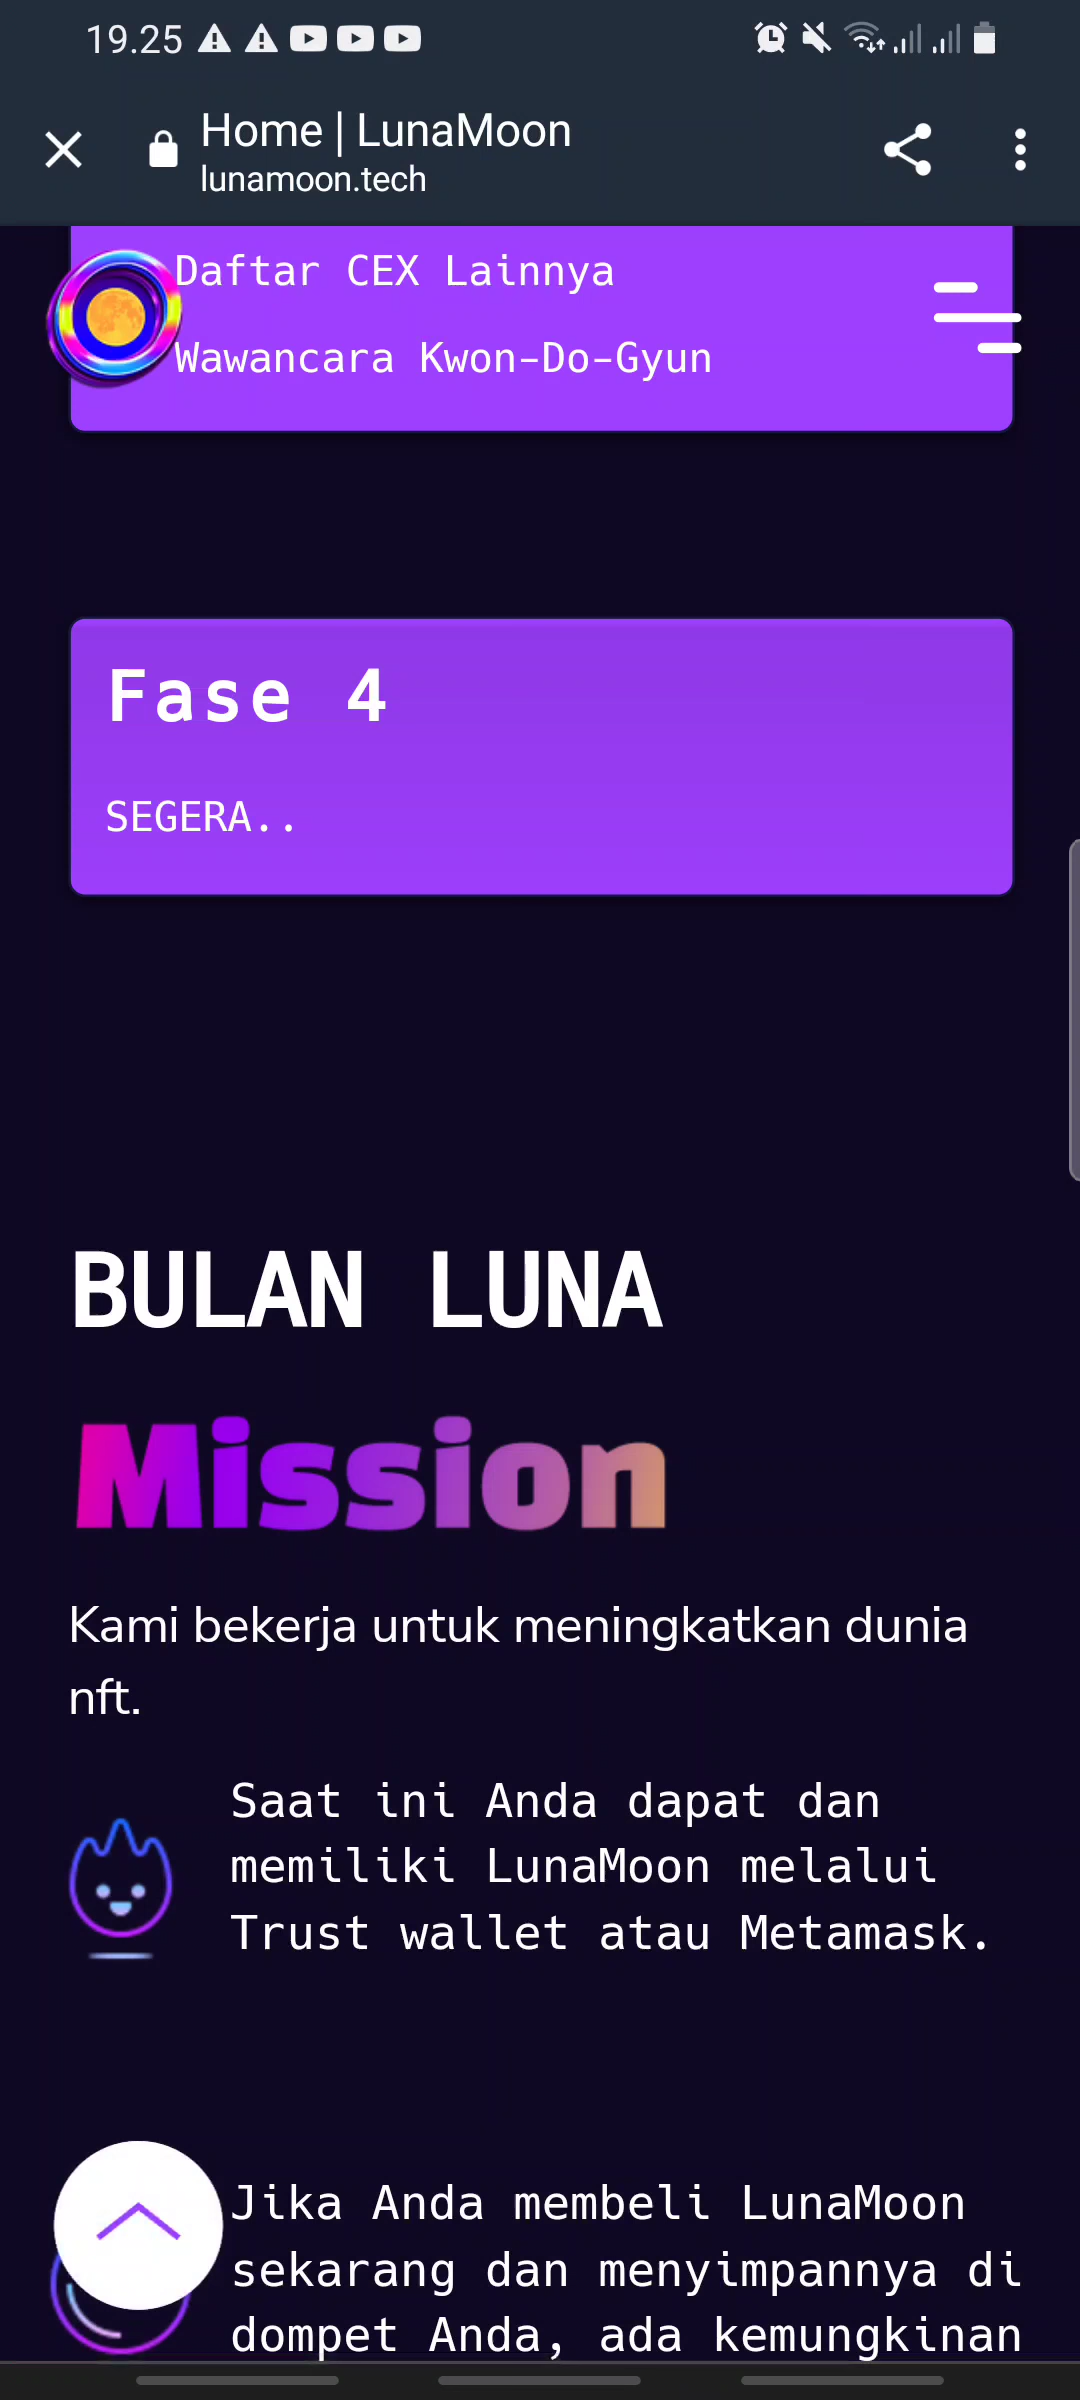 19.25
Home | LunaMoon
lunamoon.tech
Daftar CEX Lainnya
Wawancara Kwon-Do-Gyun
Fase 4
SEGERA..
BULAN LUNA
Mission
Kami bekerja untuk meningkatkan dunia
nft.
Saat ini Anda dapat dan
memiliki LunaMoon melalui
Trust wallet atau Metamask.
Jika Anda membeli LunaMoon
sekarang dan menyimpannya di
dompet Anda, ada kemungkinan